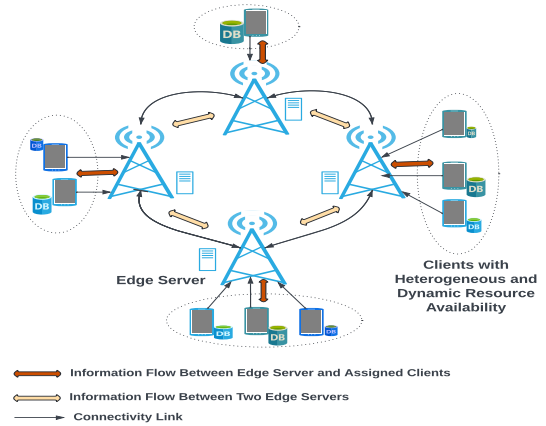 DB
DB
DB
DB
DB
DB
DB
Edge Server
Clients with
Heterogeneous and
Dynamic Resource
Availability
DB
DB
DB
Information Flow Between Edge Server and Assigned Clients
Information Flow Between Two Edge Servers
Connectivity Link